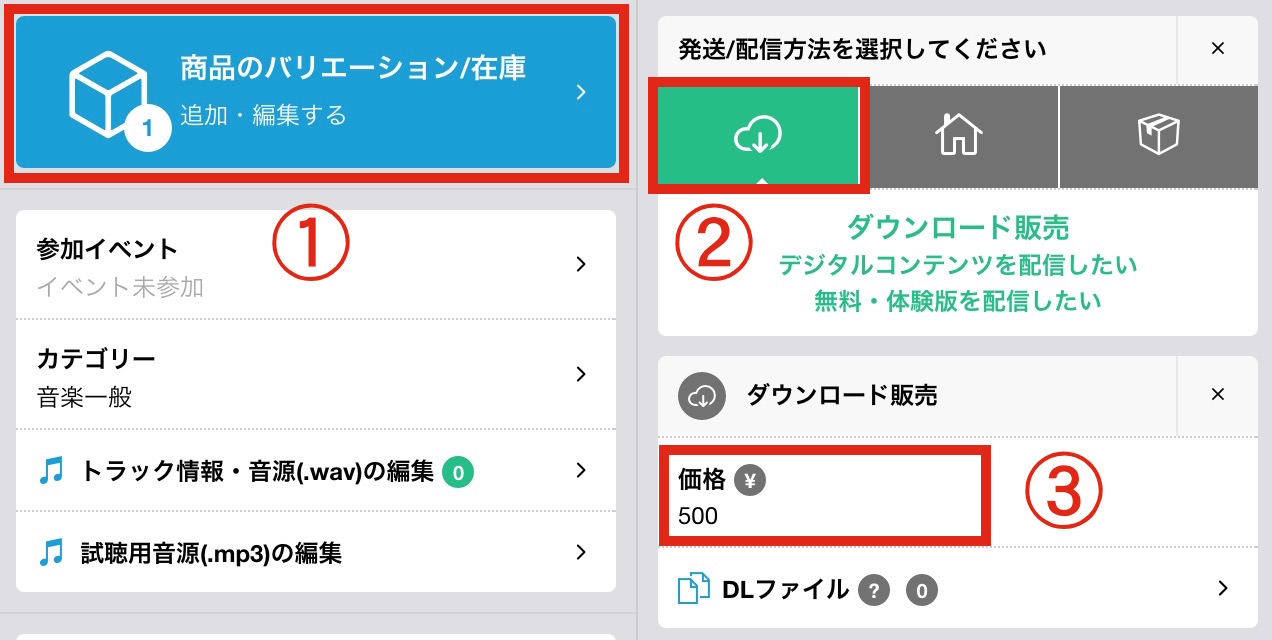 商品のバリエーション/在庫
追加・編集する
1
①
参加イベント
イベント未参加
カテゴリー
音楽一般
トラック情報・音源(.wav)の編集 0
試聴用音源(.mp3)の編集
発送/配信方法を選択してください ×
②
ダウンロード販売
デジタルコンテンツを配信したい
無料・体験版を配信したい
ダウンロード販売 ×
価格 ¥
500
③
DLファイル ? 0